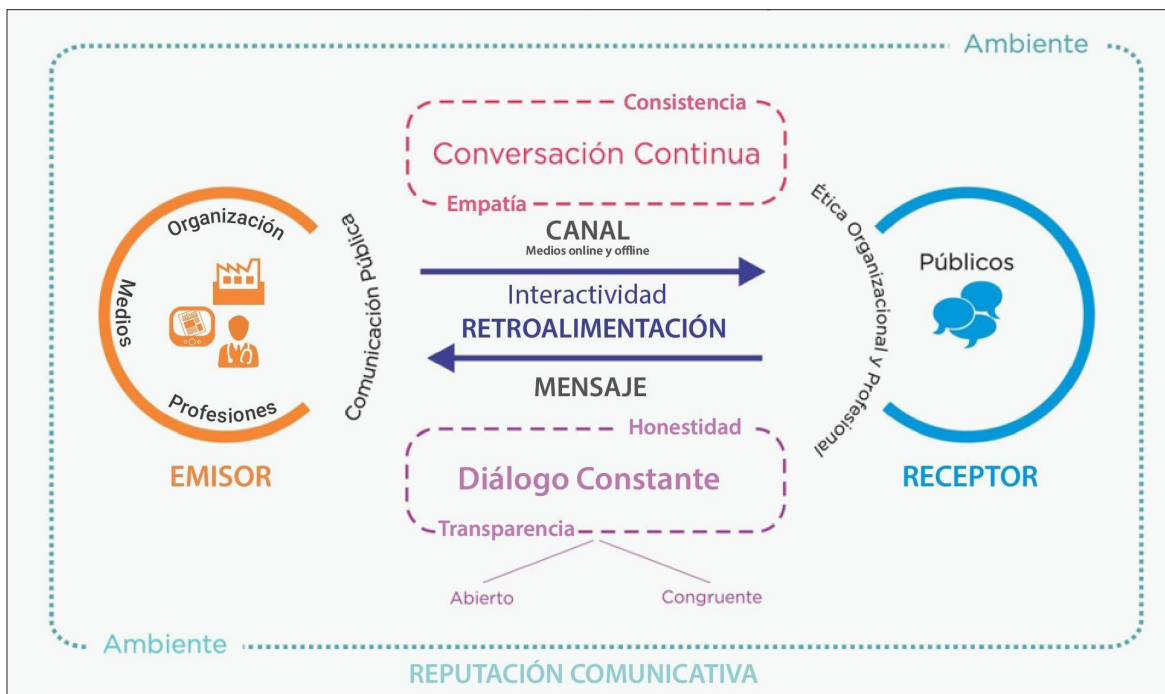 Ambiente
Consistencia
Conversación Continua
Empatía
Organización
Medios
Profesiones
EMISOR
Comunicación Pública
CANAL
Medios online y offline
Interactividad
RETROALIMENTACIÓN
MENSAJE
Ética Organizacional y Profesional
Públicos
RECEPTOR
Honestidad
Diálogo Constante
Transparencia
Abierto
Congruente
Ambiente
REPUTACIÓN COMUNICATIVA